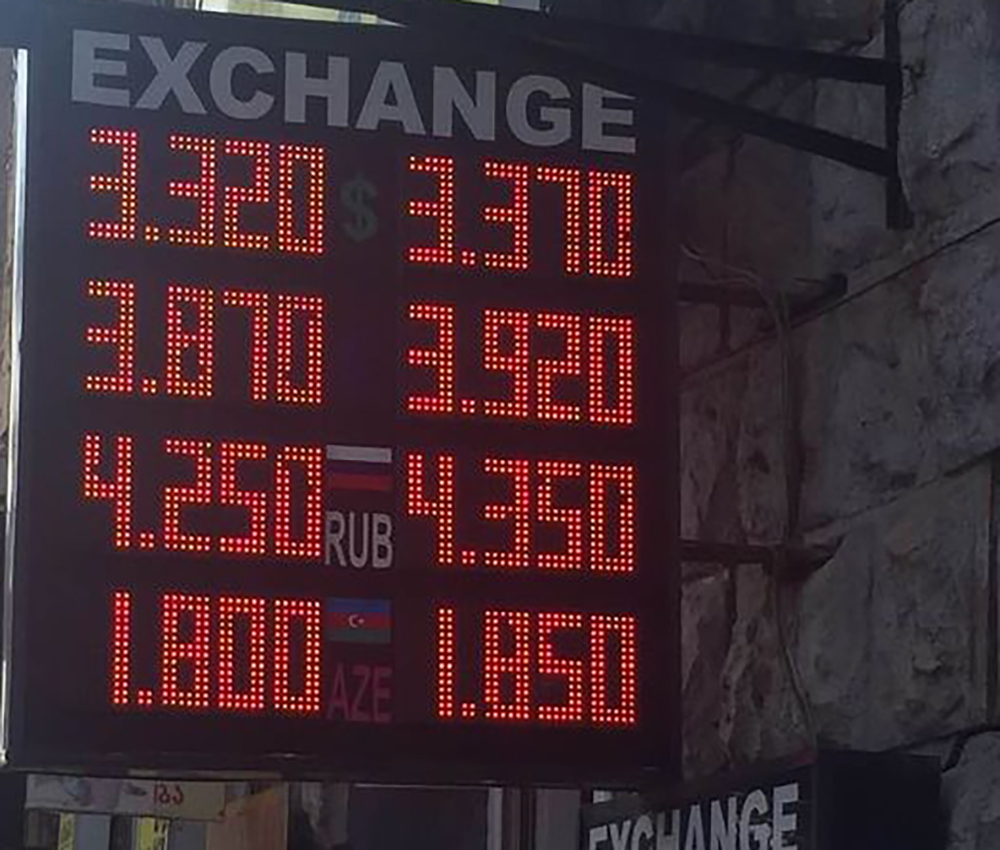 EXCHANGE
3.320 $ 3.370
3.870 3.920
4.250 RUB 4.350
1.800 AZE 1.850
EXCHANGE